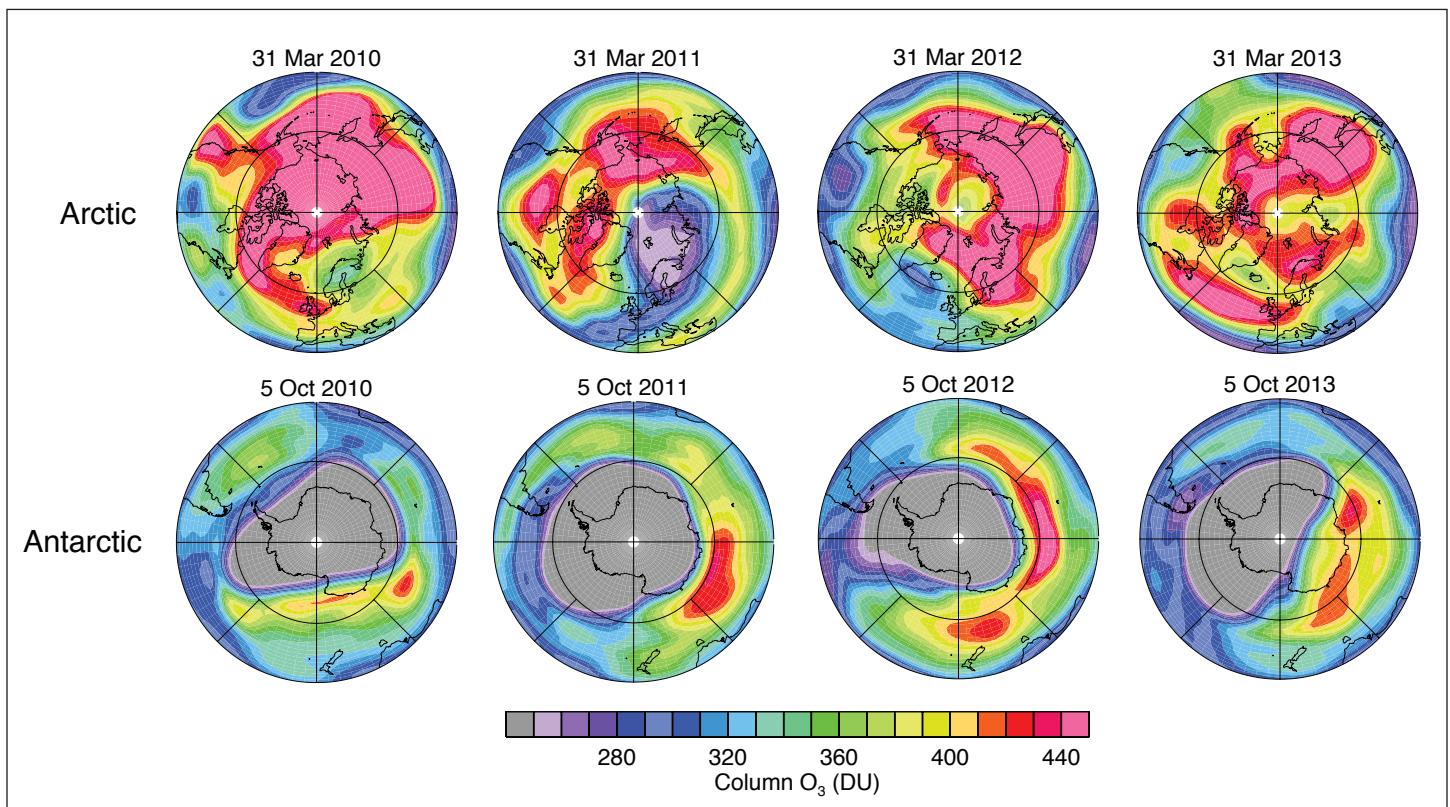 31 Mar 2010 31 Mar 2011 31 Mar 2012 31 Mar 2013
Arctic
5 Oct 2010 5 Oct 2011 5 Oct 2012 5 Oct 2013
Antarctic
280 320 360 400 440
Column O₃ (DU)